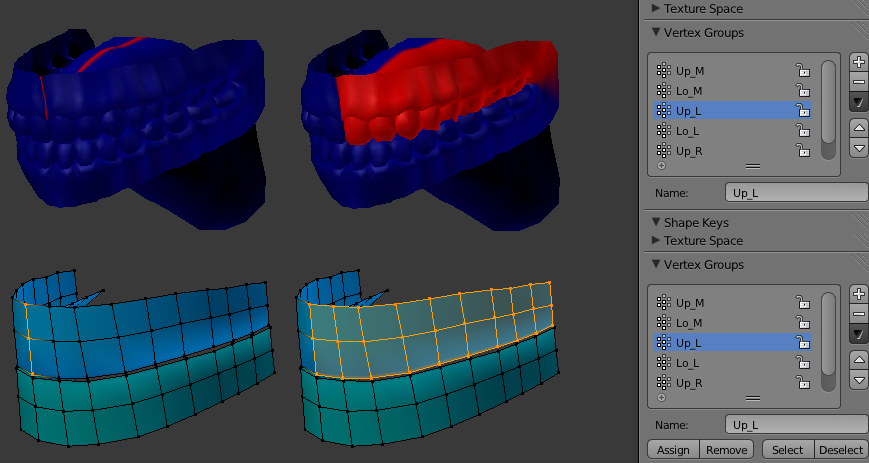 Texture Space
Vertex Groups
Up_M
Lo_M
Up_L
Lo_L
Up_R
Name: Up_L
Shape Keys
Texture Space
Vertex Groups
Up_M
Lo_M
Up_L
Lo_L
Up_R
Name: Up_L
Assign Remove Select Deselect